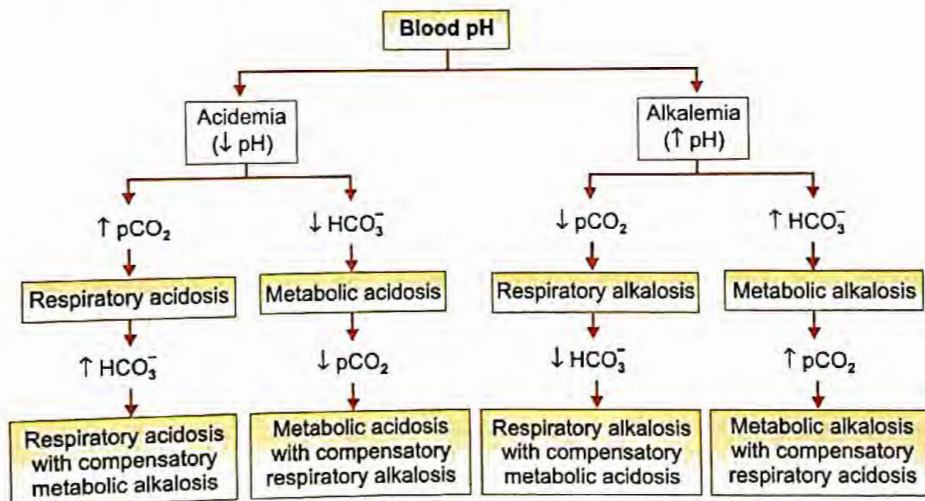 Blood pH
Acidemia
(↓ pH)
Alkalemia
(↑ pH)
↑ pCO₂
↓ HCO₃⁻
↓ pCO₂
↑ HCO₃⁻
Respiratory acidosis
Metabolic acidosis
Respiratory alkalosis
Metabolic alkalosis
↑ HCO₃⁻
↓ pCO₂
↓ HCO₃⁻
↑ pCO₂
Respiratory acidosis
with compensatory
metabolic alkalosis
Metabolic acidosis
with compensatory
respiratory alkalosis
Respiratory alkalosis
with compensatory
metabolic acidosis
Metabolic alkalosis
with compensatory
respiratory acidosis